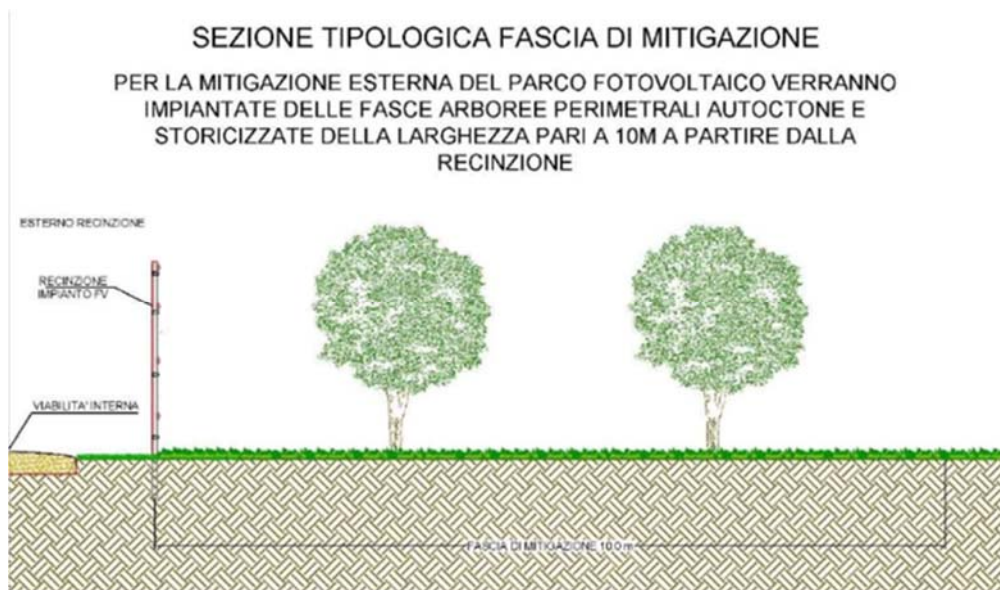 SEZIONE TIPOLOGICA FASCIA DI MITIGAZIONE
PER LA MITIGAZIONE ESTERNA DEL PARCO FOTOVOLTAICO VERRANNO
IMPIANTATE DELLE FASCE ARBOREE PERIMETRALI AUTOCTONE E
STORICIZZATE DELLA LARGHEZZA PARI A 10M A PARTIRE DALLA
RECINZIONE
ESTERNO RECINZIONE
RECINZIONE
IMPIANTO FV
VIABILITA' INTERNA
FASCIA DI MITIGAZIONE 10.0 m